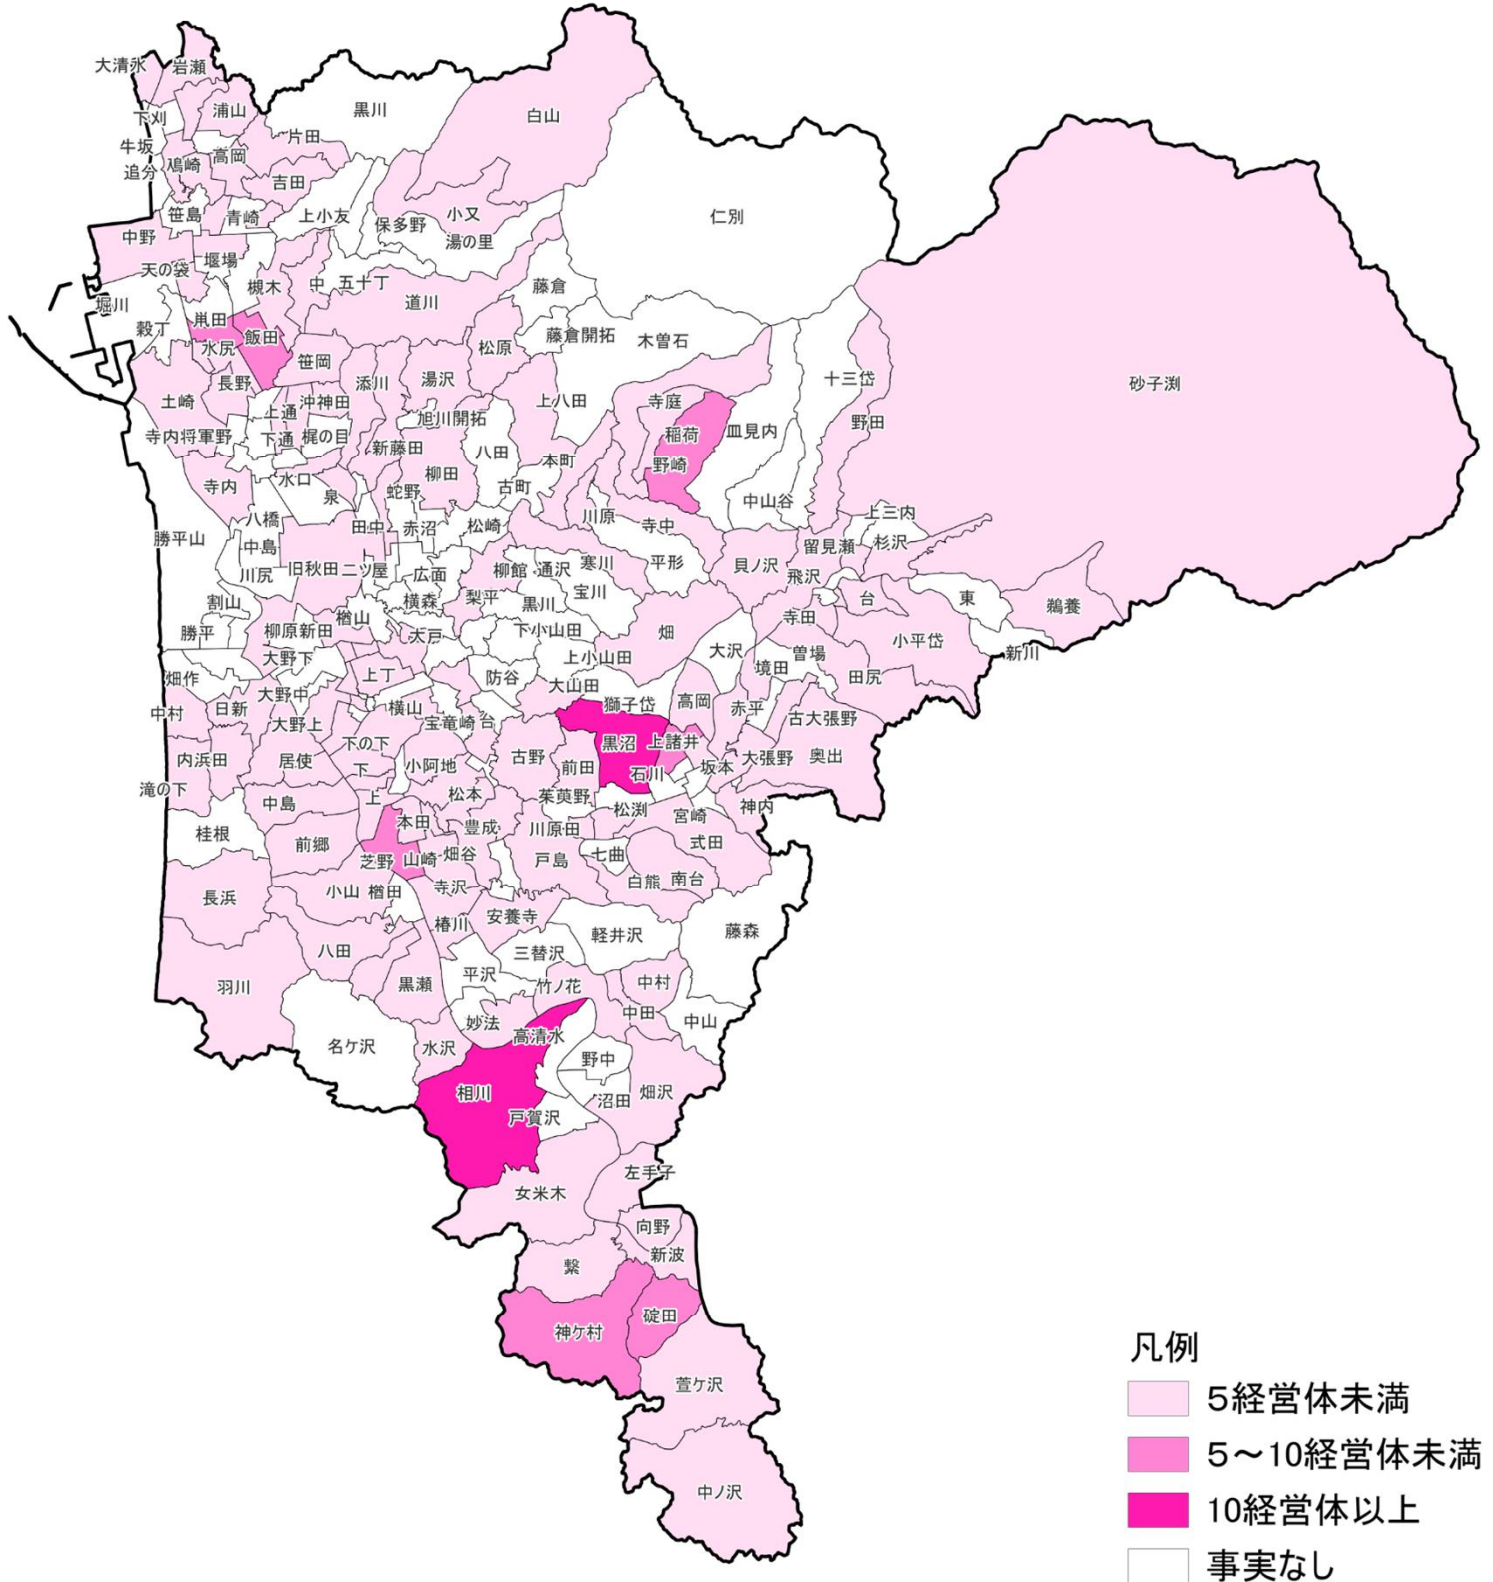 大清水
岩瀬
下刈
浦山
黒川
白山
牛坂
片田
追分
高岡
吉田
笹島
青崎
上小友
保多野
小又
仁別
湯の里
中野
堰場
天の袋
槻木
中
五十丁
道川
藤倉
堀川
穀丁
飯田
水尻
笹岡
松原
藤倉開拓
木曽石
長野
添川
湯沢
十三岱
砂子渕
土崎
上通
沖神田
旭川開拓
上八田
寺庭
野田
寺内将軍野
下通
梶の目
新藤田
八田
稲荷
皿見内
柳田
本町
野崎
寺内
水口
泉
蛇野
古町
中山谷
八橋
田中
赤沼
松崎
川原
寺中
上三内
勝平山
中島
留見瀬
杉沢
川尻
旧秋田
二ツ屋
広面
柳館
通沢
寒川
平形
貝ノ沢
飛沢
割山
横森
梨平
黒川
宝川
台
東
鵜養
勝平
柳原新田
楢山
大戸
下小山田
畑
寺田
小平岱
大野下
上小山田
大沢
曽場
新川
畑作
上丁
防谷
大山田
境田
田尻
中村
日新
大野中
横山
宝竜崎
台
獅子岱
高岡
赤平
古大張野
大野上
内浜田
居使
下の下
古野
黒沼
上諸井
大張野
奥出
下
小阿地
前田
石川
坂本
滝の下
中島
上
松本
茱萸野
松渕
神内
桂根
本田
豊成
川原田
宮崎
前郷
芝野
山崎
畑谷
戸島
七曲
式田
長浜
小山
楢田
寺沢
白熊
南台
椿川
安養寺
軽井沢
藤森
八田
三替沢
羽川
黒瀬
平沢
竹ノ花
中村
妙法
中田
中山
名ケ沢
水沢
高清水
野中
相川
戸賀沢
沼田
畑沢
女米木
左手子
向野
新波
繋
碇田
神ケ村
萱ケ沢
中ノ沢
凡例
5経営体未満
5～10経営体未満
10経営体以上
事実なし